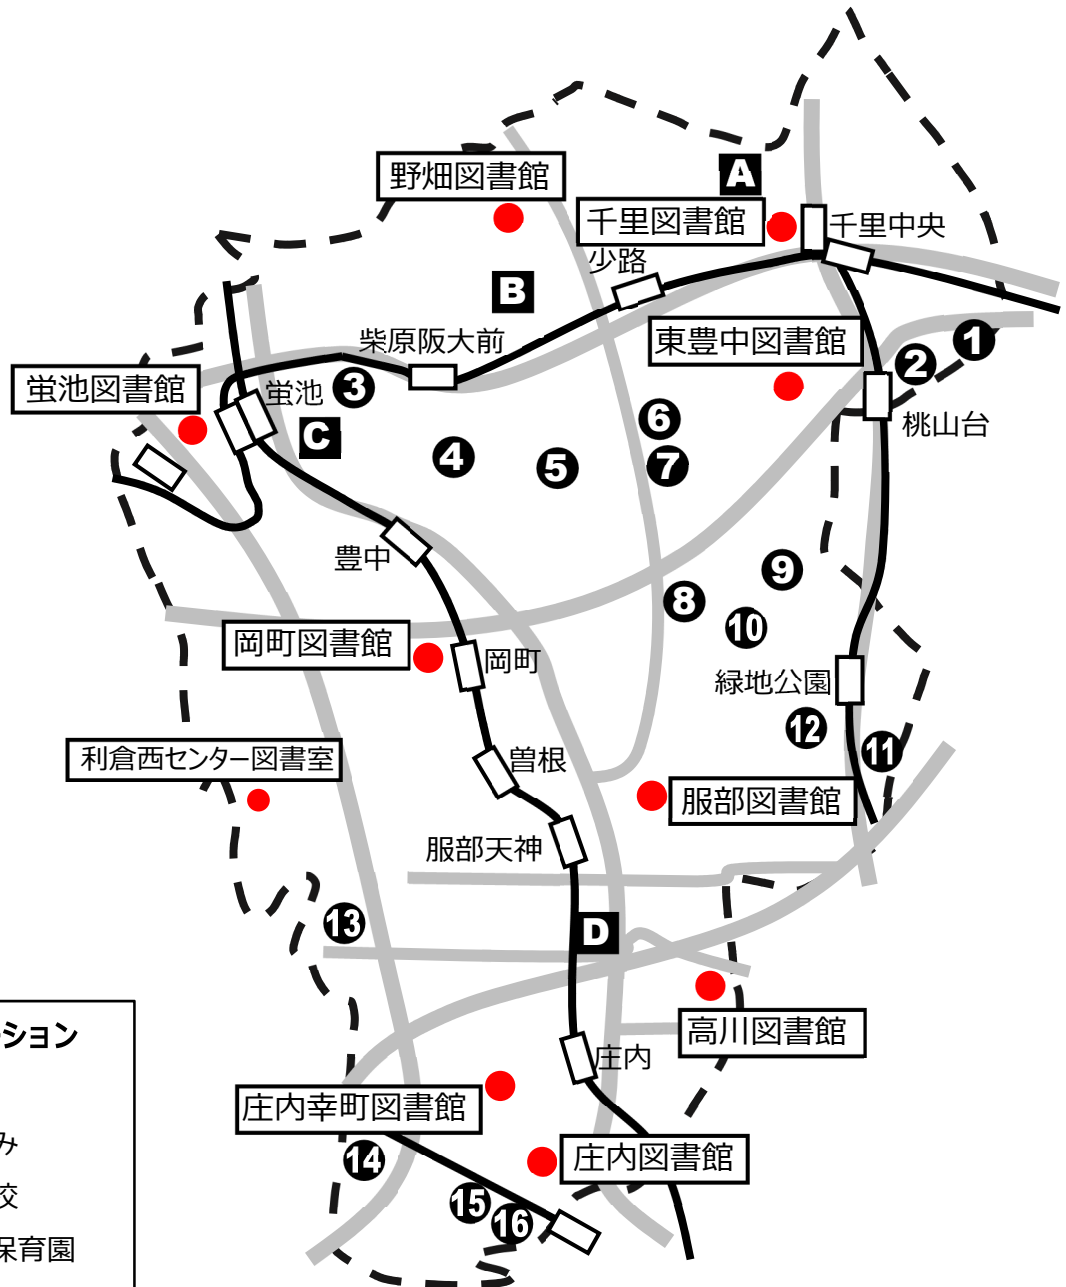 野畑図書館
A
千里図書館
千里中央
少路
B
柴原阪大前
東豊中図書館
1
2
蛍池図書館
蛍池
3
桃山台
C
6
4
5
7
豊中
9
8
10
岡町図書館
岡町
緑地公園
12
11
利倉西センター図書室
曽根
服部図書館
服部天神
13
D
高川図書館
ーション
庄内
庄内幸町図書館
み
14
庄内図書館
校
15
16
保育園